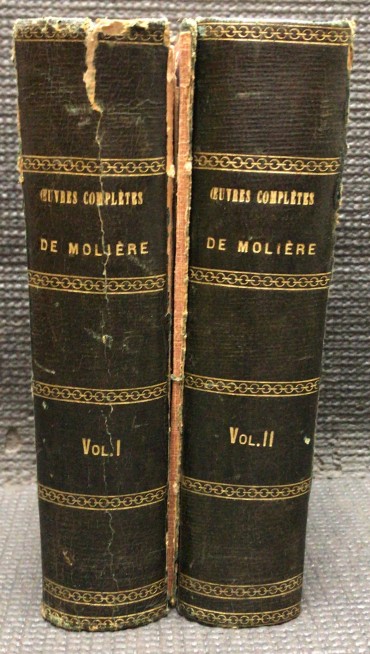 ŒUVRES COMPLÈTES
DE MOLIÈRE
VOL. I
ŒUVRES COMPLÈTES
DE MOLIÈRE
VOL. II